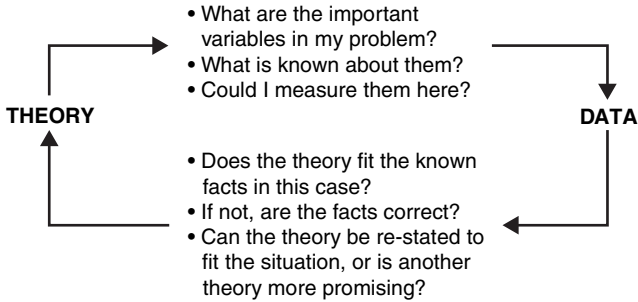 • What are the important
variables in my problem?
• What is known about them?
• Could I measure them here?
THEORY
DATA
• Does the theory fit the known
facts in this case?
• If not, are the facts correct?
• Can the theory be re-stated to
fit the situation, or is another
theory more promising?